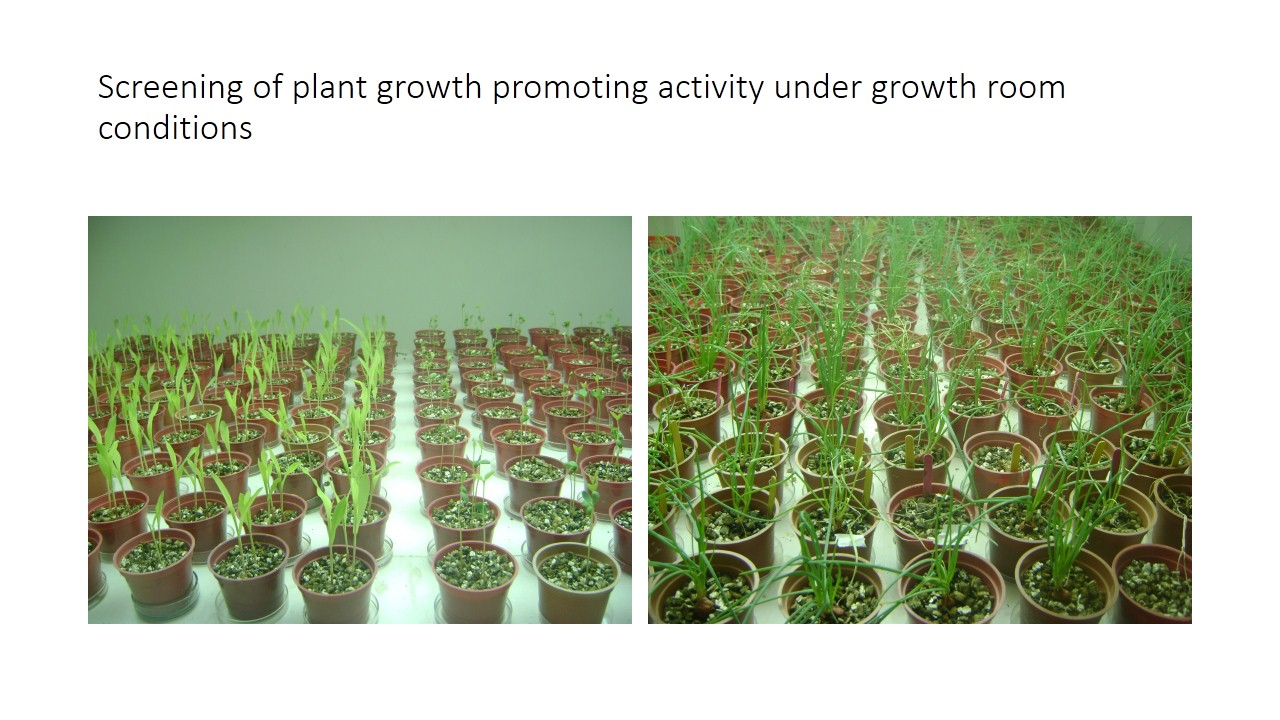 Screening of plant growth promoting activity under growth room
conditions